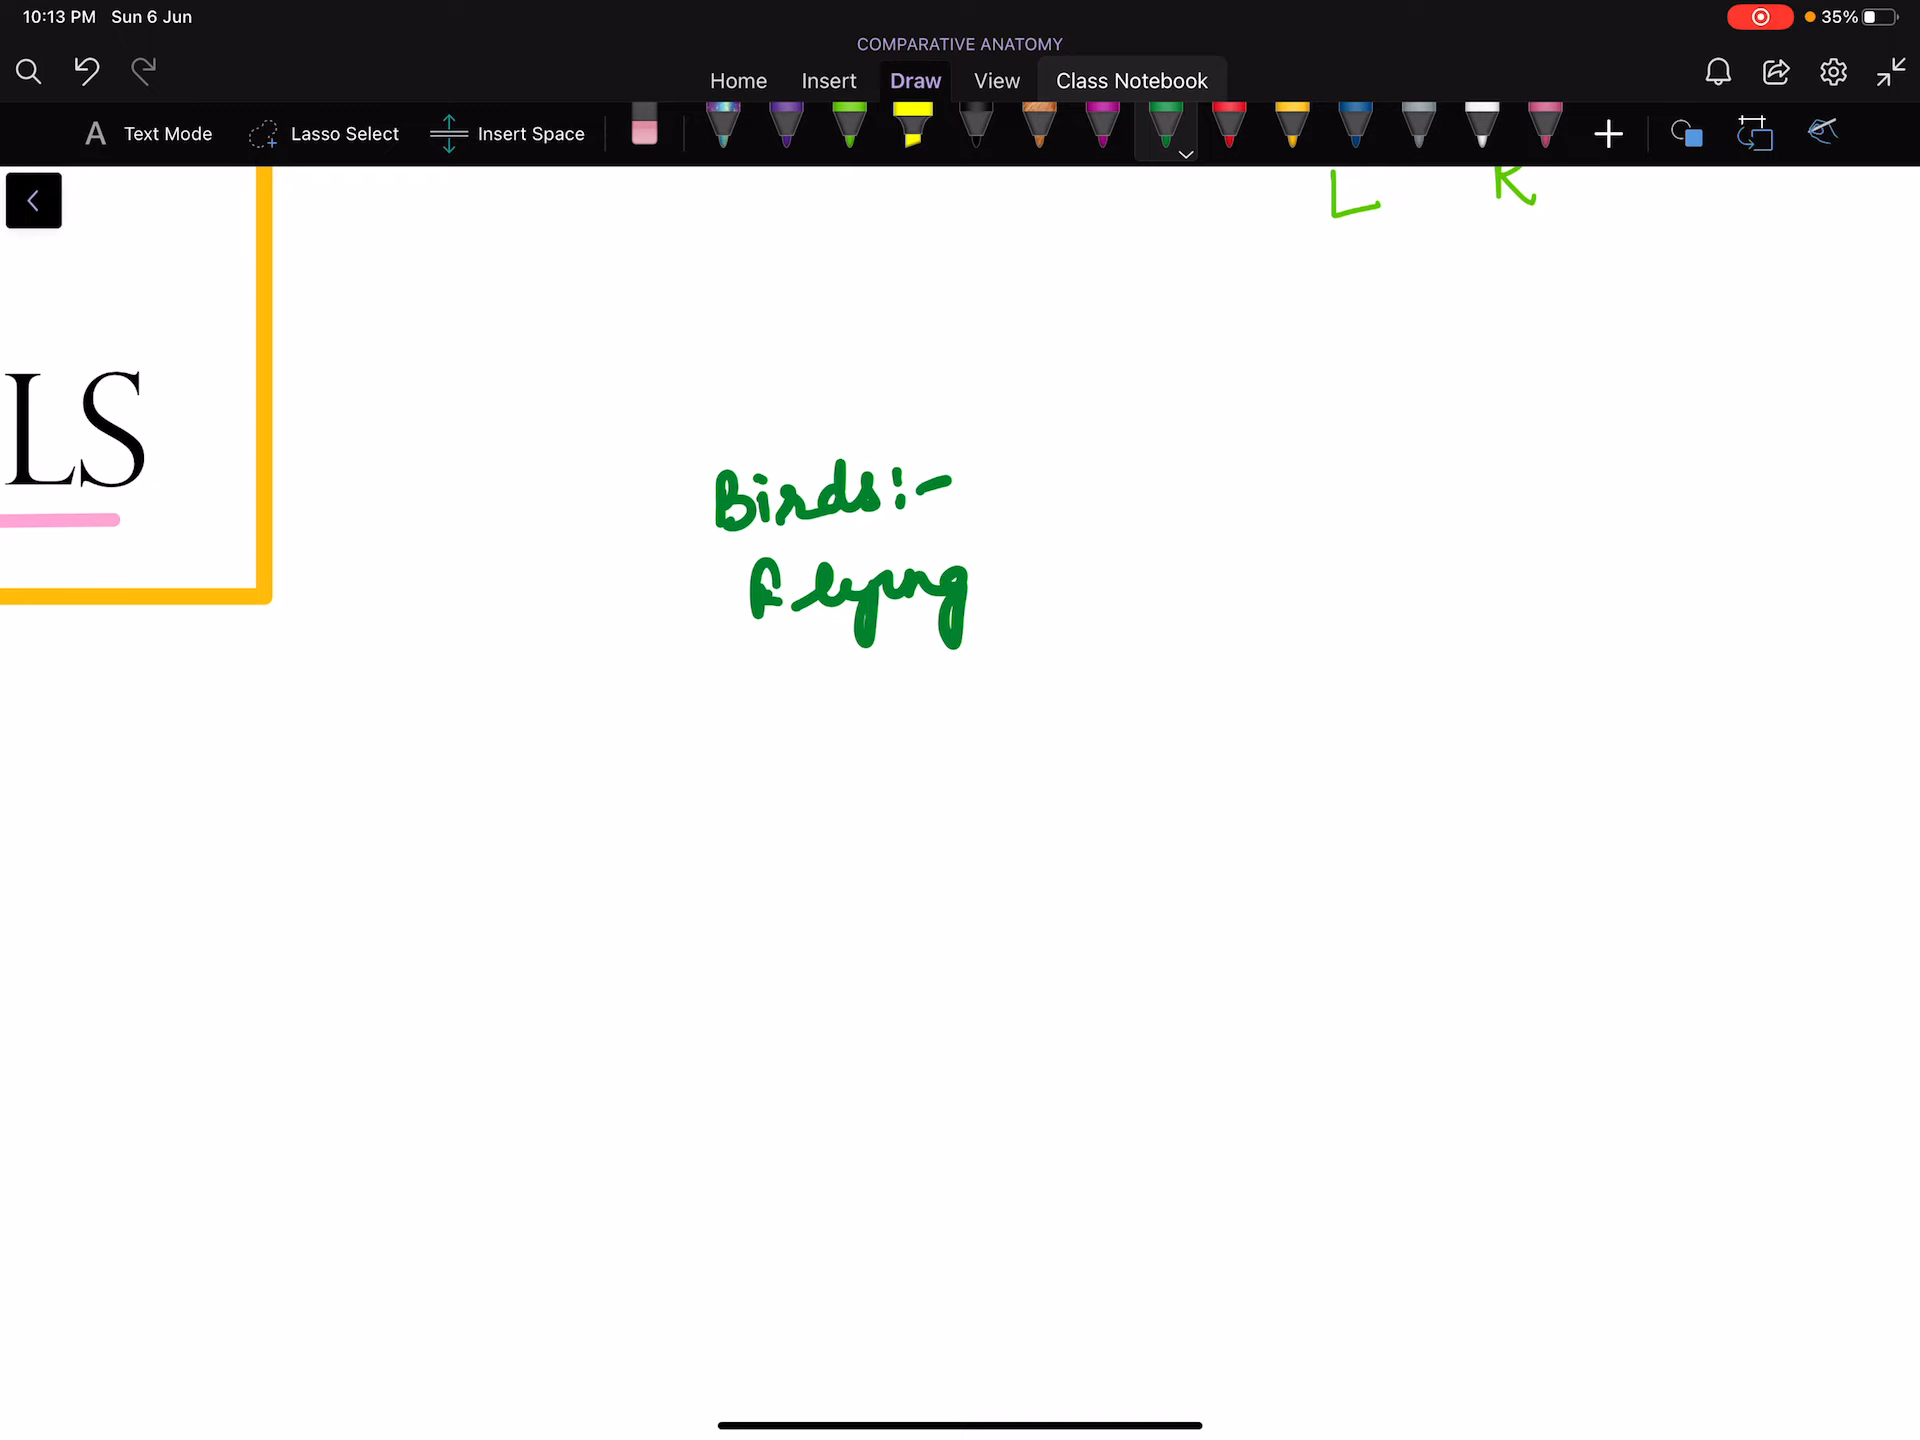 10:13 PM Sun 6 Jun
35%
COMPARATIVE ANATOMY
Home Insert Draw View Class Notebook
A Text Mode Lasso Select Insert Space
L R
LS
Birds:-
Flying